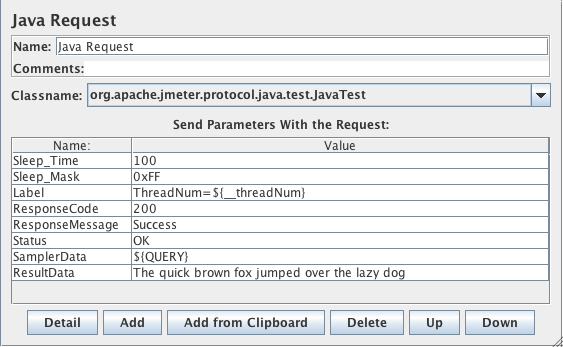 Java Request
Name: Java Request
Comments:
Classname: org.apache.jmeter.protocol.java.test.JavaTest
Send Parameters With the Request:
Name: Value
Sleep_Time 100
Sleep_Mask 0xFF
Label ThreadNum=${__threadNum}
ResponseCode 200
ResponseMessage Success
Status OK
SamplerData ${QUERY}
ResultData The quick brown fox jumped over the lazy dog
Detail Add Add from Clipboard Delete Up Down